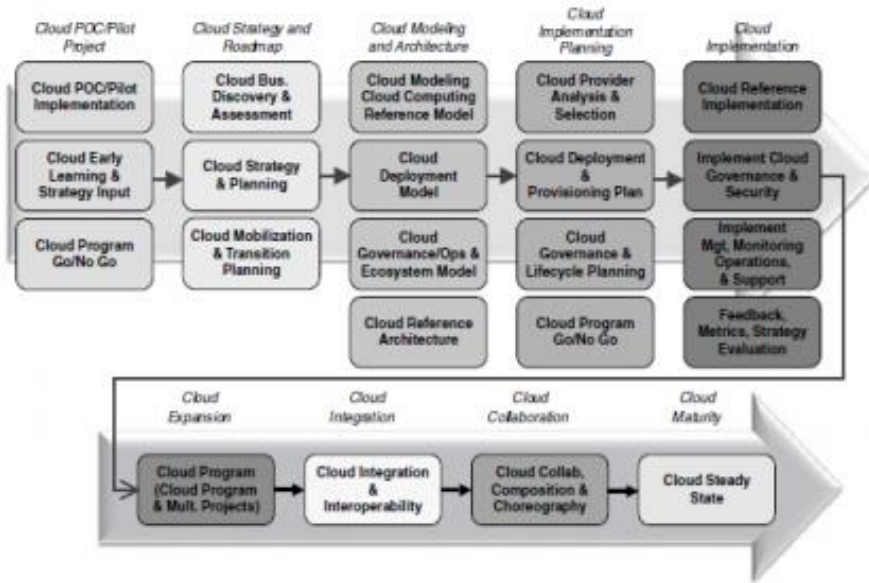 Cloud POC/Pilot
Project
Cloud Strategy and
Roadmap
Cloud Modeling
and Architecture
Cloud
Implementation
Planning
Cloud
Implementation
Cloud POC/Pilot
Implementation
Cloud Bus.
Discovery &
Assessment
Cloud Modeling
Cloud Computing
Reference Model
Cloud Provider
Analysis &
Selection
Cloud Reference
Implementation
Cloud Early
Learning &
Strategy Input
Cloud Strategy
& Planning
Cloud
Deployment
Model
Cloud Deployment
&
Provisioning Plan
Implement Cloud
Governance &
Security
Cloud Program
Go/No Go
Cloud Mobilization
& Transition
Planning
Cloud
Governance/Ops &
Ecosystem Model
Cloud
Governance &
Lifecycle Planning
Implement
Mgt, Monitoring
Operations,
& Support
Cloud Reference
Architecture
Cloud Program
Go/No Go
Feedback,
Metrics, Strategy
Evaluation
Cloud
Expansion
Cloud
Integration
Cloud
Collaboration
Cloud
Maturity
Cloud Program
(Cloud Program
& Mult. Projects)
Cloud Integration
&
Interoperability
Cloud Collab,
Composition &
Choreography
Cloud Steady
State